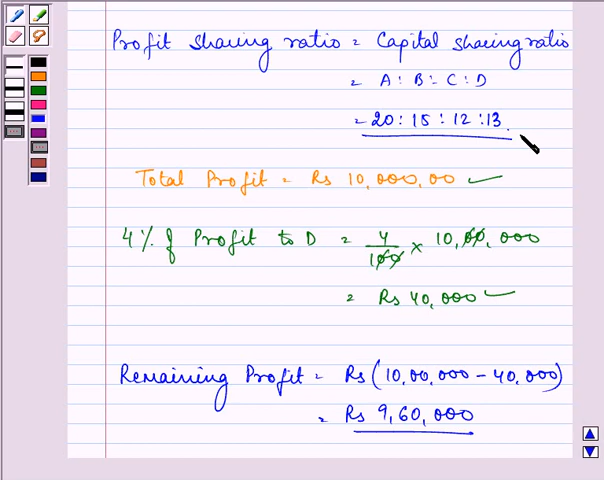 Profit sharing ratio = Capital sharing ratio
= A : B : C : D
= 20 : 15 : 12 : 13.
Total Profit = Rs 10,000,00
4% of Profit to D = 4/100 × 10,00,000
= Rs 40,000
Remaining Profit = Rs (10,00,000 - 40,000)
= Rs 9,60,000